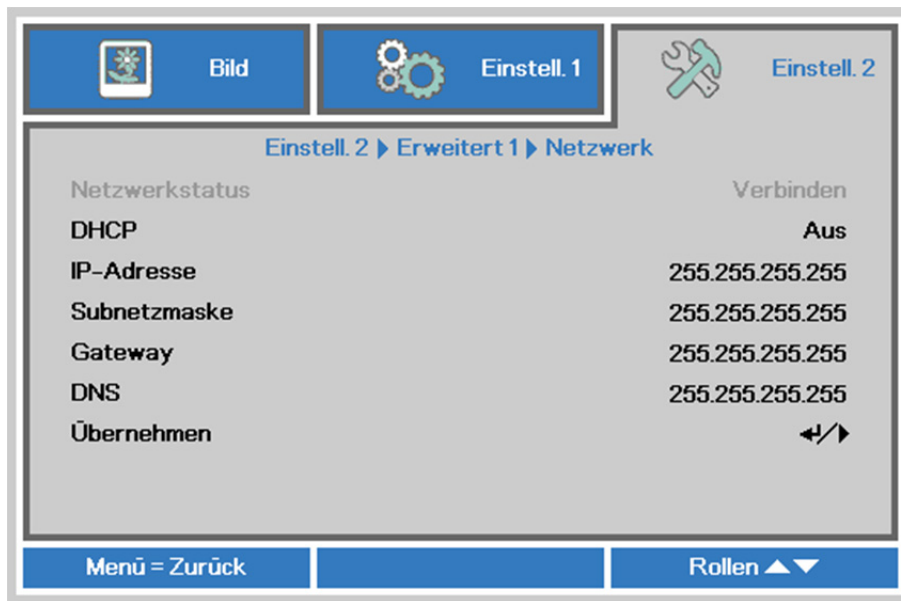 Bild
Einstell. 1
Einstell. 2
Einstell. 2 ▶ Erweitert 1 ▶ Netzwerk
Netzwerkstatus Verbinden
DHCP Aus
IP-Adresse 255.255.255.255
Subnetzmaske 255.255.255.255
Gateway 255.255.255.255
DNS 255.255.255.255
Übernehmen ↵/▶
Menü = Zurück
Rollen ▲▼